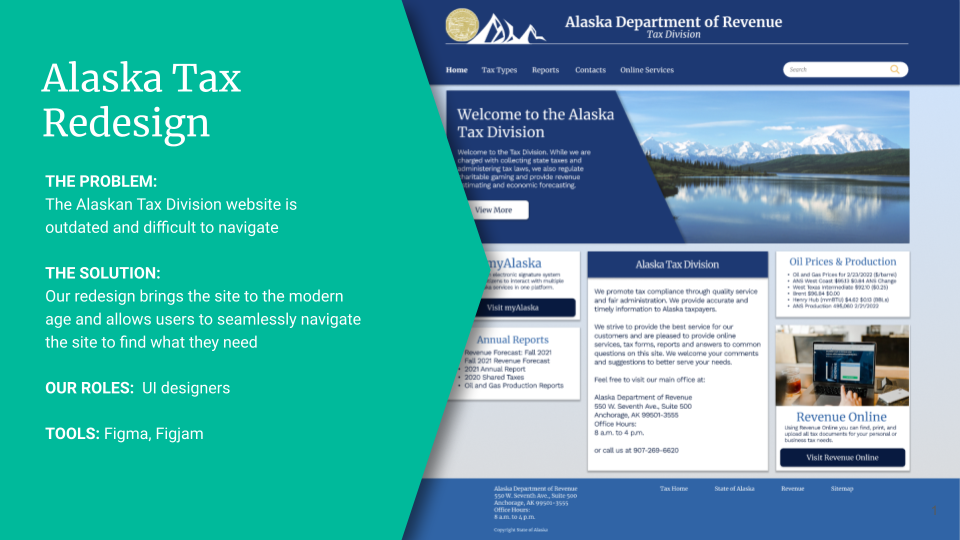 Alaska Tax
Redesign
THE PROBLEM:
The Alaskan Tax Division website is
outdated and difficult to navigate
THE SOLUTION:
Our redesign brings the site to the modern
age and allows users to seamlessly navigate
the site to find what they need
OUR ROLES: UI designers
TOOLS: Figma, Figjam
Alaska Department of Revenue
Tax Division
Home Tax Types Reports Contacts Online Services Search
Welcome to the Alaska
Tax Division
Welcome to the Tax Division. While we are
charged with collecting state taxes and
administering tax laws, we also regulate
charitable gaming and provide revenue
estimating and economic forecasting.
View More
myAlaska
electronic signature system
to interact with multiple
services in one platform.
Visit myAlaska
Annual Reports
Revenue Forecast: Fall 2021
Fall 2021 Revenue Forecast
• 2021 Annual Report
• 2020 Shared Taxes
• Oil and Gas Production Reports
Alaska Tax Division
We promote tax compliance through quality service
and fair administration. We provide accurate and
timely information to Alaska taxpayers.
We strive to provide the best service for our
customers and are pleased to provide online
services, tax forms, reports and answers to common
questions on this site. We welcome your comments
and suggestions to better serve your needs.
Feel free to visit our main office at:
Alaska Department of Revenue
550 W. Seventh Ave., Suite 500
Anchorage, AK 99501-3555
Office Hours:
8 a.m. to 4 p.m.
or call us at 907-269-6620
Oil Prices & Production
• Oil and Gas Prices for 2/23/2022 ($/barrel)
• ANS West Coast $96.13 $0.84 ANS Change
• West Texas Intermediate $92.10 ($0.25)
• Brent $96.84 $0.00
• Henry Hub (mmBTU) $4.62 $0.13
• ANS Production 495,060 2/21/2022
Revenue Online
Using Revenue Online you can find, print, and
upload all tax documents for your personal or
business tax needs.
Visit Revenue Online
Alaska Department of Revenue
550 W. Seventh Ave., Suite 500
Anchorage, AK 99501-3555
Office Hours:
8 a.m. to 4 p.m.
Copyright State of Alaska
Tax Home State of Alaska Revenue Sitemap